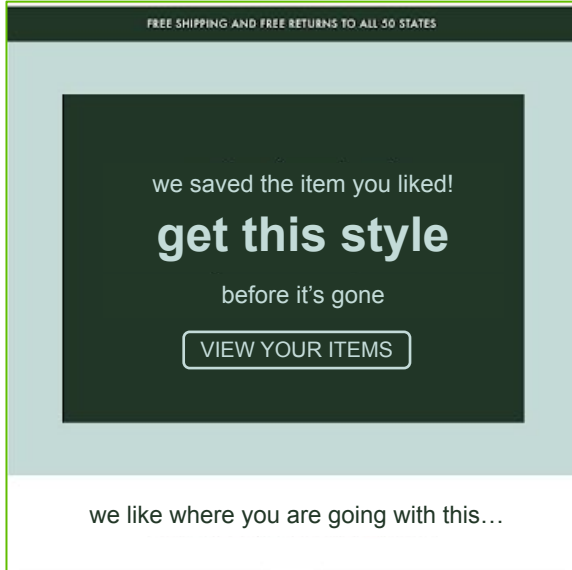 FREE SHIPPING AND FREE RETURNS TO ALL 50 STATES
we saved the item you liked!
get this style
before it’s gone
VIEW YOUR ITEMS
we like where you are going with this…